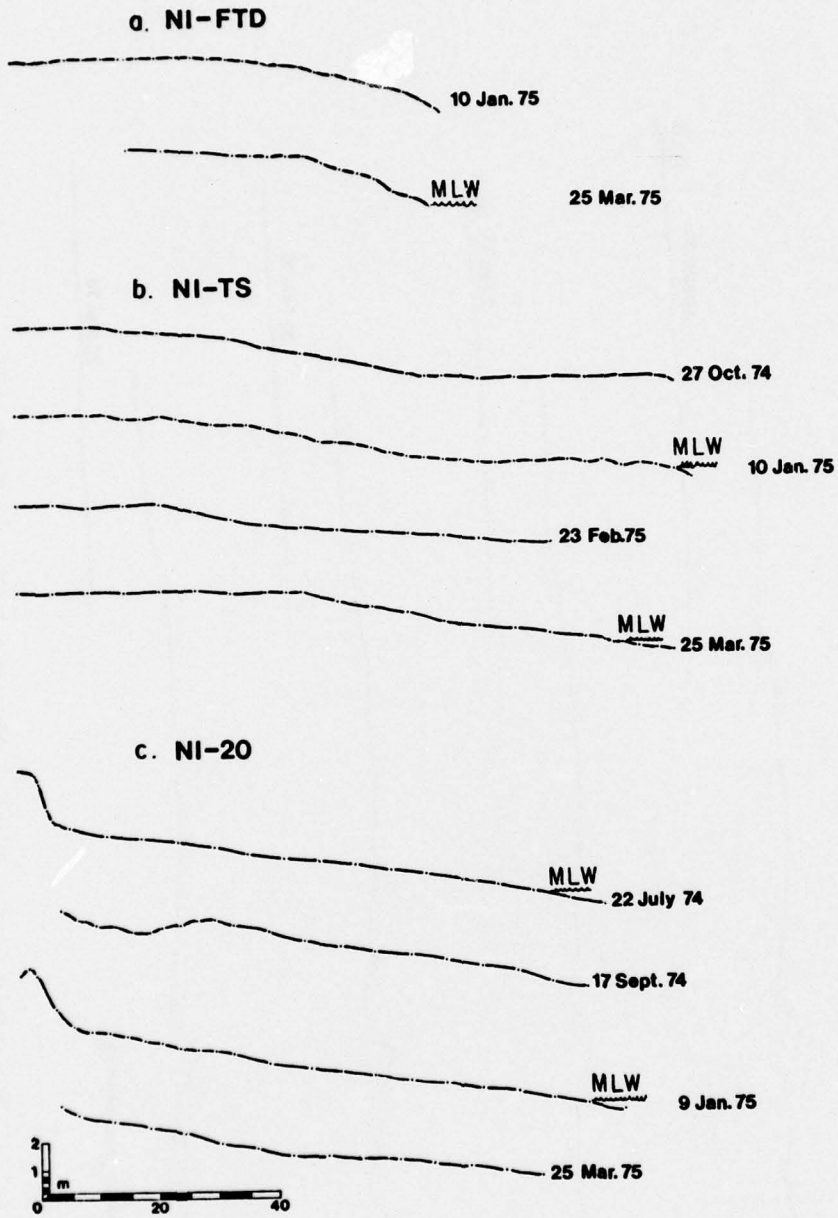 a. NI-FTD
10 Jan. 75
MLW
25 Mar. 75
b. NI-TS
27 Oct. 74
MLW
10 Jan. 75
23 Feb.75
MLW
25 Mar. 75
c. NI-20
MLW
22 July 74
17 Sept. 74
MLW
9 Jan. 75
25 Mar. 75
2
1
m
0 20 40